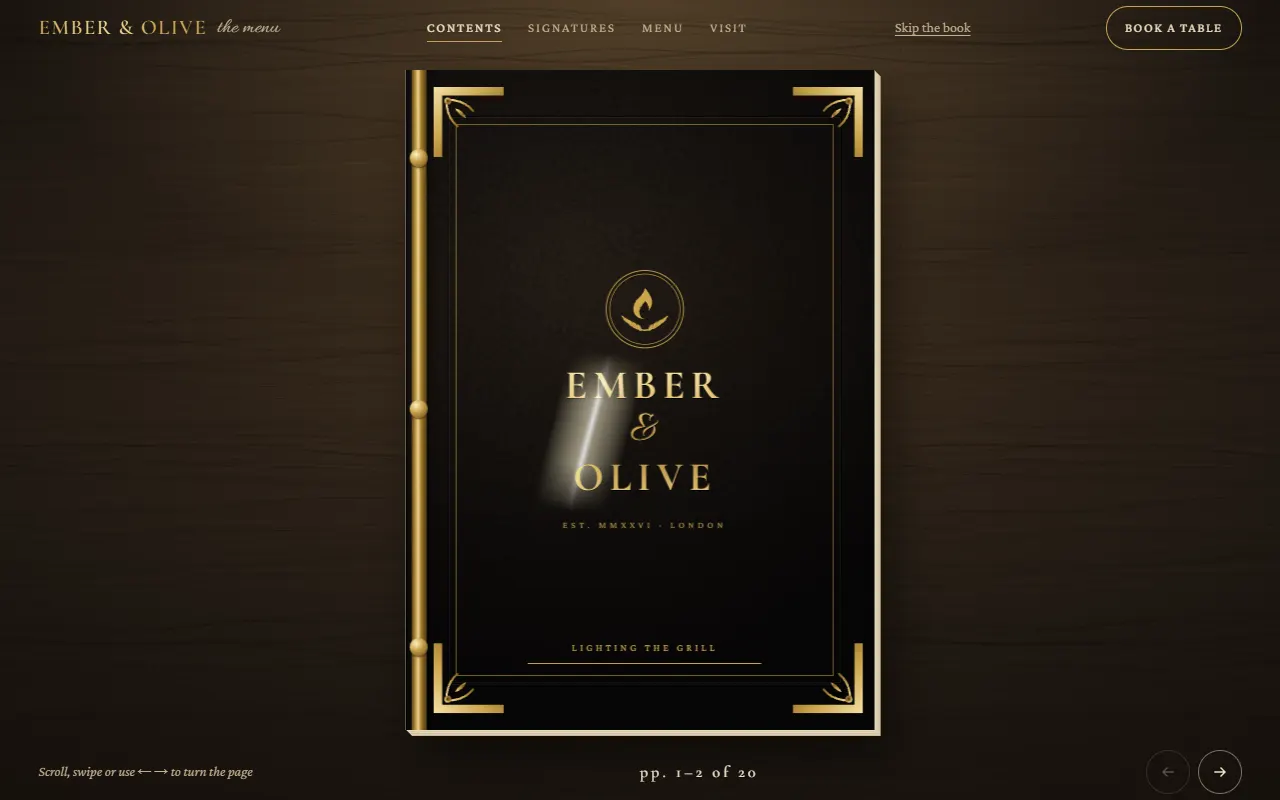 EMBER & OLIVE the menu
CONTENTS SIGNATURES MENU VISIT
Skip the book
BOOK A TABLE
EMBER
&
OLIVE
EST. MMXXVI · LONDON
LIGHTING THE GRILL
Scroll, swipe or use ← → to turn the page
pp. 1–2 of 20
← →